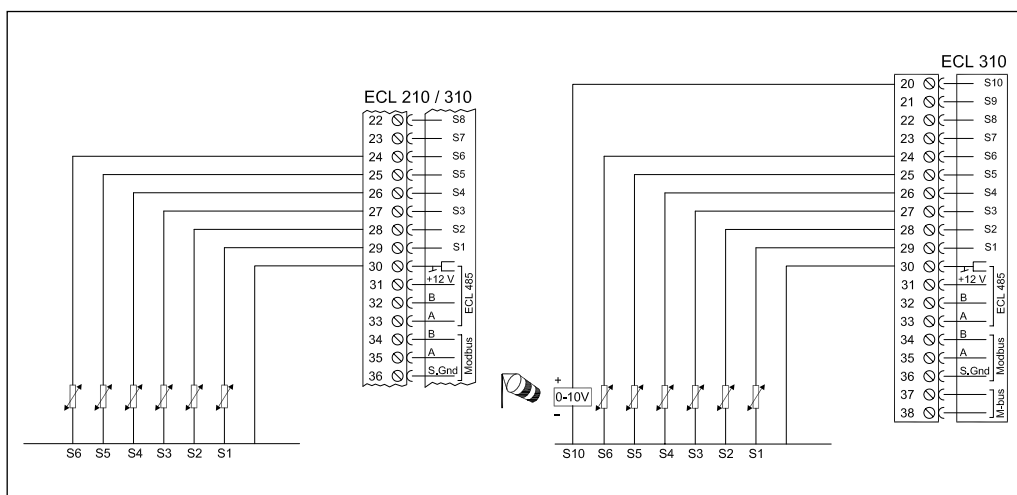 ECL 210 / 310
22 S8
23 S7
24 S6
25 S5
26 S4
27 S3
28 S2
29 S1
30
31 +12 V
32 B
33 A
ECL 485
34 B
35 A
36 S.Gnd
Modbus
S6 S5 S4 S3 S2 S1
ECL 310
20 S10
21 S9
22 S8
23 S7
24 S6
25 S5
26 S4
27 S3
28 S2
29 S1
30
31 +12 V
32 B
33 A
ECL 485
34 B
35 A
36 S.Gnd
Modbus
37
38
M-bus
+
0-10V
–
S10 S6 S5 S4 S3 S2 S1